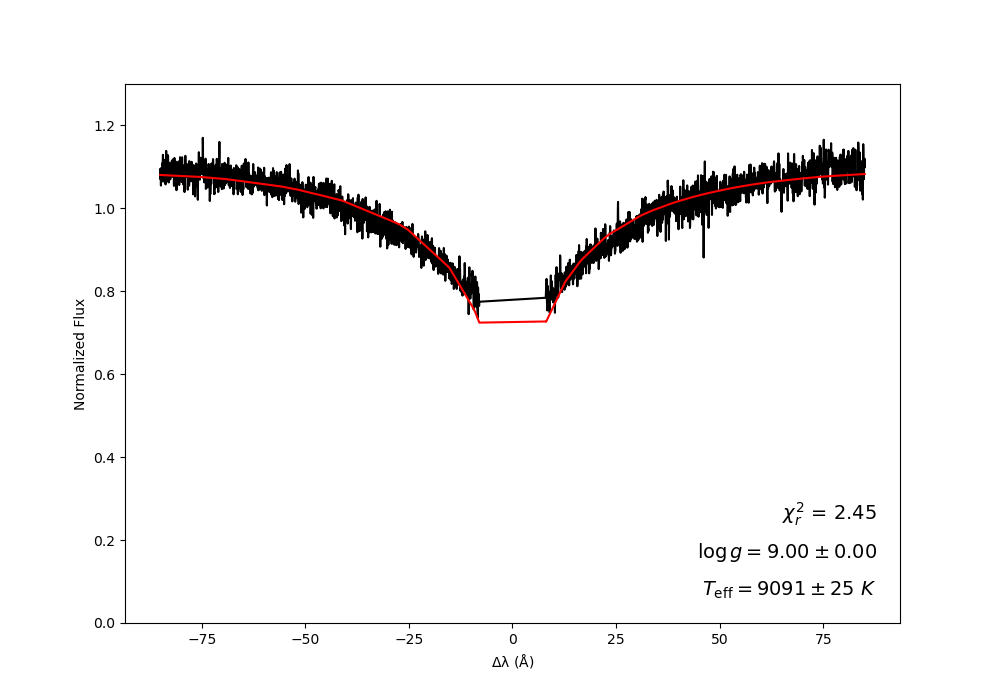 1.2
1.0
0.8
0.6
0.4
0.2
0.0
Normalized Flux
χ²ᵣ = 2.45
log g = 9.00 ± 0.00
T_eff = 9091 ± 25 K
−75 −50 −25 0 25 50 75
Δλ (Å)